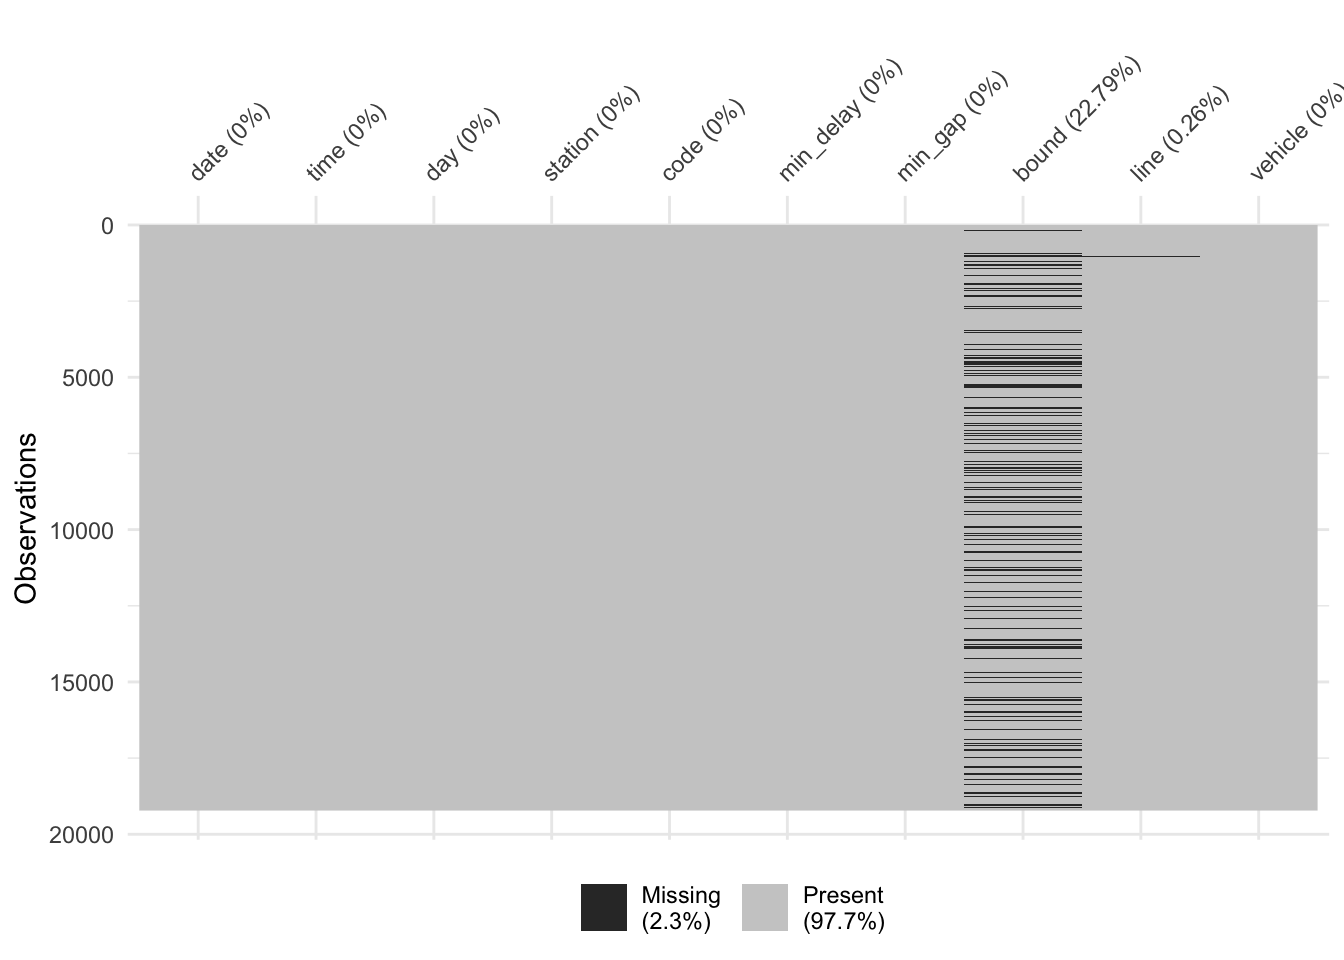 date (0%)
time (0%)
day (0%)
station (0%)
code (0%)
min_delay (0%)
min_gap (0%)
bound (22.79%)
line (0.26%)
vehicle (0%)
0
5000
10000
15000
20000
Observations
Missing
(2.3%)
Present
(97.7%)